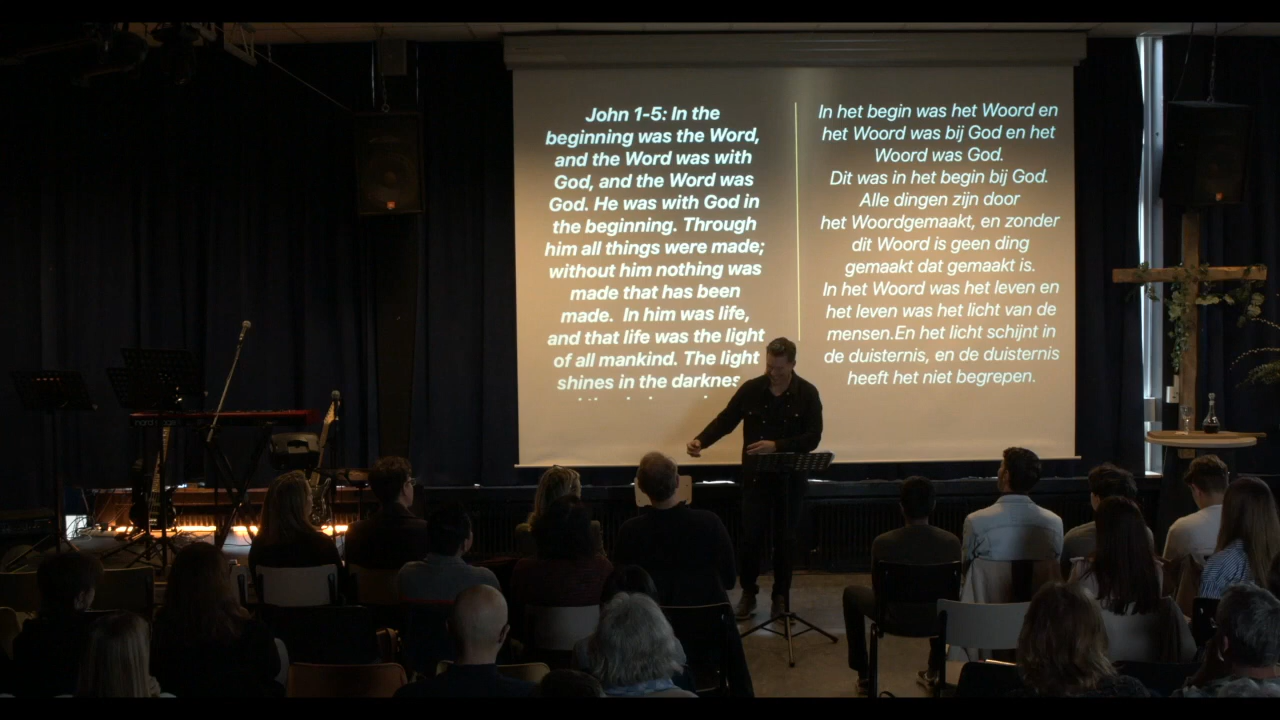 John 1-5: In the
beginning was the Word,
and the Word was with
God, and the Word was
God. He was with God in
the beginning. Through
him all things were made;
without him nothing was
made that has been
made. In him was life,
and that life was the light
of all mankind. The light
shines in the darknes
In het begin was het Woord en
het Woord was bij God en het
Woord was God.
Dit was in het begin bij God.
Alle dingen zijn door
het Woordgemaakt, en zonder
dit Woord is geen ding
gemaakt dat gemaakt is.
In het Woord was het leven en
het leven was het licht van de
mensen.En het licht schijnt in
de duisternis, en de duisternis
heeft het niet begrepen.